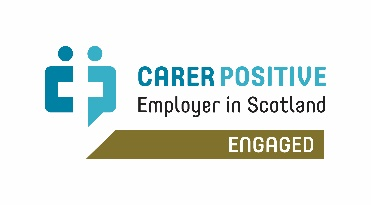 CARER POSITIVE
Employer in Scotland
ENGAGED